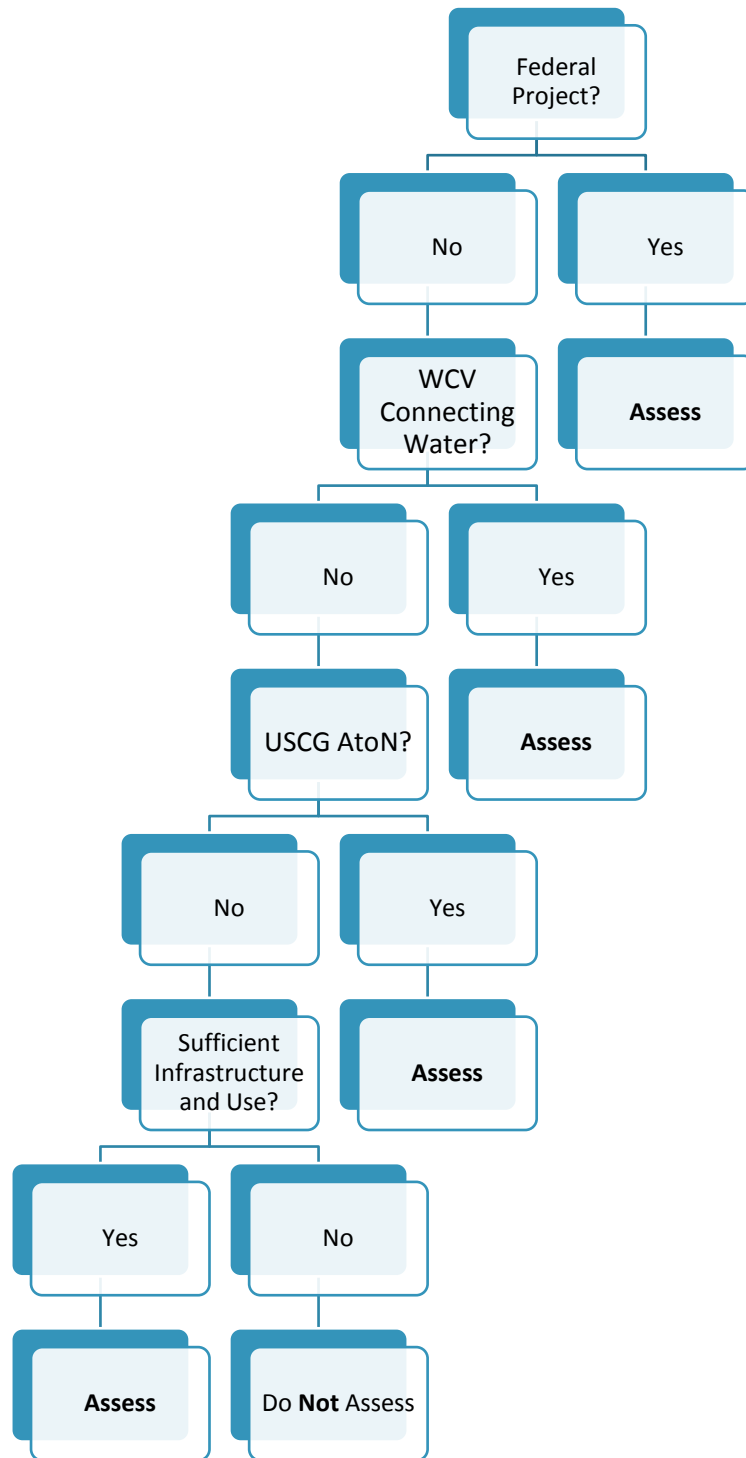 Federal
Project?
No
Yes
WCV
Connecting
Water?
Assess
No
Yes
USCG AtoN?
Assess
No
Yes
Sufficient
Infrastructure
and Use?
Assess
Yes
No
Assess
Do Not Assess